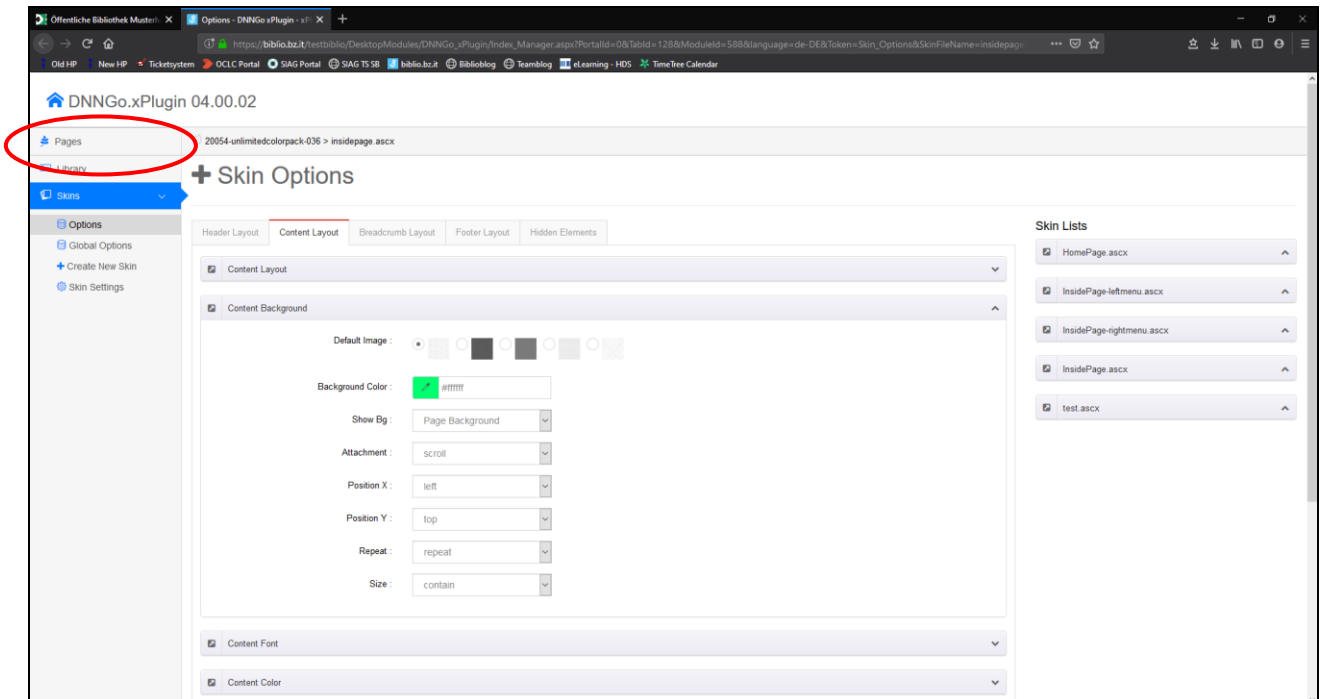 Öffentliche Bibliothek Musterh
Options - DNNGo xPlugin - xPl
https://biblio.bz.it/testbiblio/DesktopModules/DNNGo_xPlugin/Index_Manager.aspx?PortalId=0&TabId=128&ModuleId=588&language=de-DE&Token=Skin_Options&SkinFileName=insidepage
Old HP New HP Ticketsystem OCLC Portal SIAG Portal SIAG TS SB biblio.bz.it Biblioblog Teamblog eLearning - HDS TimeTree Calendar
DNNGo.xPlugin 04.00.02
Pages
Library
Skins
Options
Global Options
Create New Skin
Skin Settings
20054-unlimitedcolorpack-036 > insidepage.ascx
Skin Options
Header Layout Content Layout Breadcrumb Layout Footer Layout Hidden Elements
Content Layout
Content Background
Default Image :
Background Color : #ffffff
Show Bg : Page Background
Attachment : scroll
Position X : left
Position Y : top
Repeat : repeat
Size : contain
Content Font
Content Color
Skin Lists
HomePage.ascx
InsidePage-leftmenu.ascx
InsidePage-rightmenu.ascx
InsidePage.ascx
test.ascx